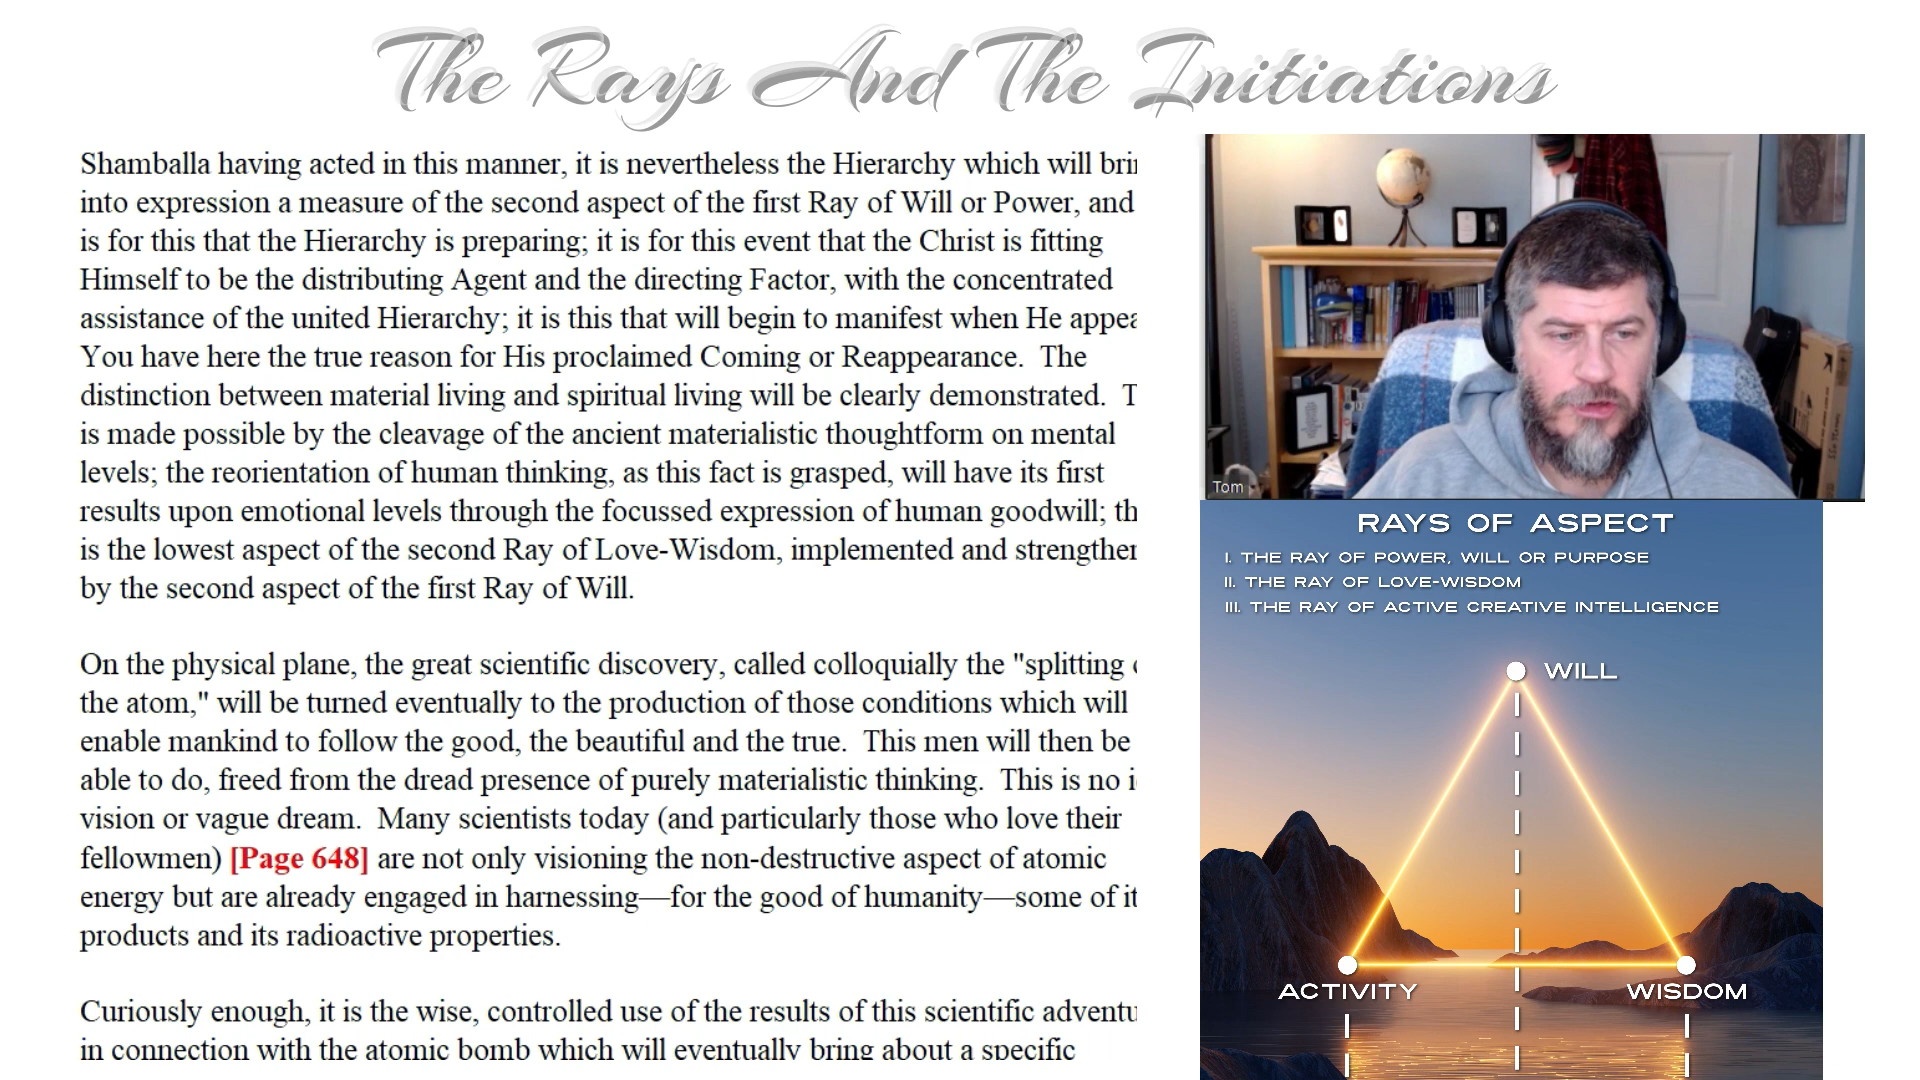 The Rays And The Initiations
Shamballa having acted in this manner, it is nevertheless the Hierarchy which will
into expression a measure of the second aspect of the first Ray of Will or Power, and
is for this that the Hierarchy is preparing; it is for this event that the Christ is fitting
Himself to be the distributing Agent and the directing Factor, with the concentrated
assistance of the united Hierarchy; it is this that will begin to manifest when He
You have here the true reason for His proclaimed Coming or Reappearance. The
distinction between material living and spiritual living will be clearly demonstrated.
is made possible by the cleavage of the ancient materialistic thoughtform on mental
levels; the reorientation of human thinking, as this fact is grasped, will have its first
results upon emotional levels through the focussed expression of human goodwill;
is the lowest aspect of the second Ray of Love-Wisdom, implemented and
by the second aspect of the first Ray of Will.
On the physical plane, the great scientific discovery, called colloquially the "splitting
the atom," will be turned eventually to the production of those conditions which will
enable mankind to follow the good, the beautiful and the true. This men will then be
able to do, freed from the dread presence of purely materialistic thinking. This is no
vision or vague dream. Many scientists today (and particularly those who love their
fellowmen) [Page 648] are not only visioning the non-destructive aspect of atomic
energy but are already engaged in harnessing—for the good of humanity—some of
products and its radioactive properties.
Curiously enough, it is the wise, controlled use of the results of this scientific
in connection with the atomic bomb which will eventually bring about a specific
Tom
RAYS OF ASPECT
I. THE RAY OF POWER, WILL OR PURPOSE
II. THE RAY OF LOVE-WISDOM
III. THE RAY OF ACTIVE CREATIVE INTELLIGENCE
WILL
ACTIVITY
WISDOM